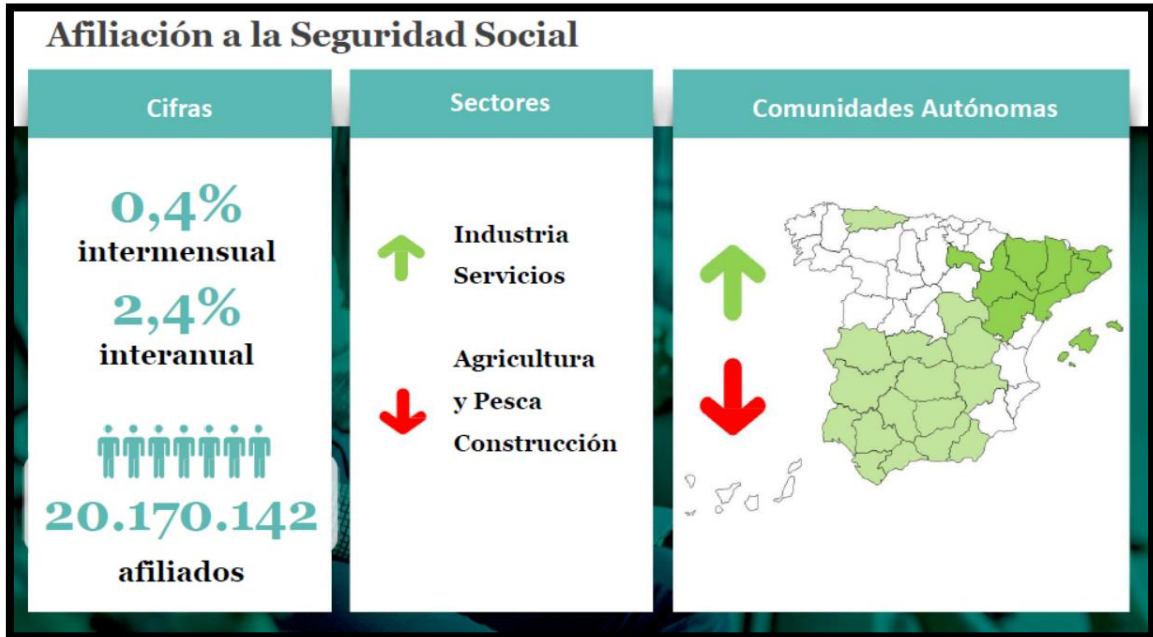 Afiliación a la Seguridad Social
Cifras
0,4%
intermensual
2,4%
interanual
20.170.142
afiliados
Sectores
Industria
Servicios
Agricultura
y Pesca
Construcción
Comunidades Autónomas